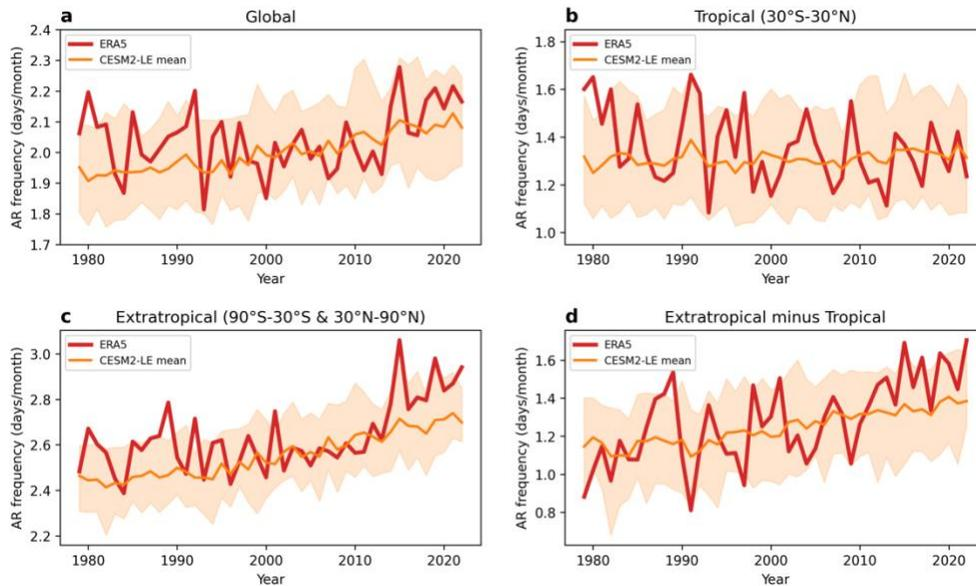 a Global
AR frequency (days/month)
2.4
2.3
2.2
2.1
2.0
1.9
1.8
1.7
ERA5
CESM2-LE mean
1980 1990 2000 2010 2020
Year
b Tropical (30°S-30°N)
AR frequency (days/month)
1.8
1.6
1.4
1.2
1.0
ERA5
CESM2-LE mean
1980 1990 2000 2010 2020
Year
c Extratropical (90°S-30°S & 30°N-90°N)
AR frequency (days/month)
3.0
2.8
2.6
2.4
2.2
ERA5
CESM2-LE mean
1980 1990 2000 2010 2020
Year
d Extratropical minus Tropical
AR frequency (days/month)
1.6
1.4
1.2
1.0
0.8
ERA5
CESM2-LE mean
1980 1990 2000 2010 2020
Year